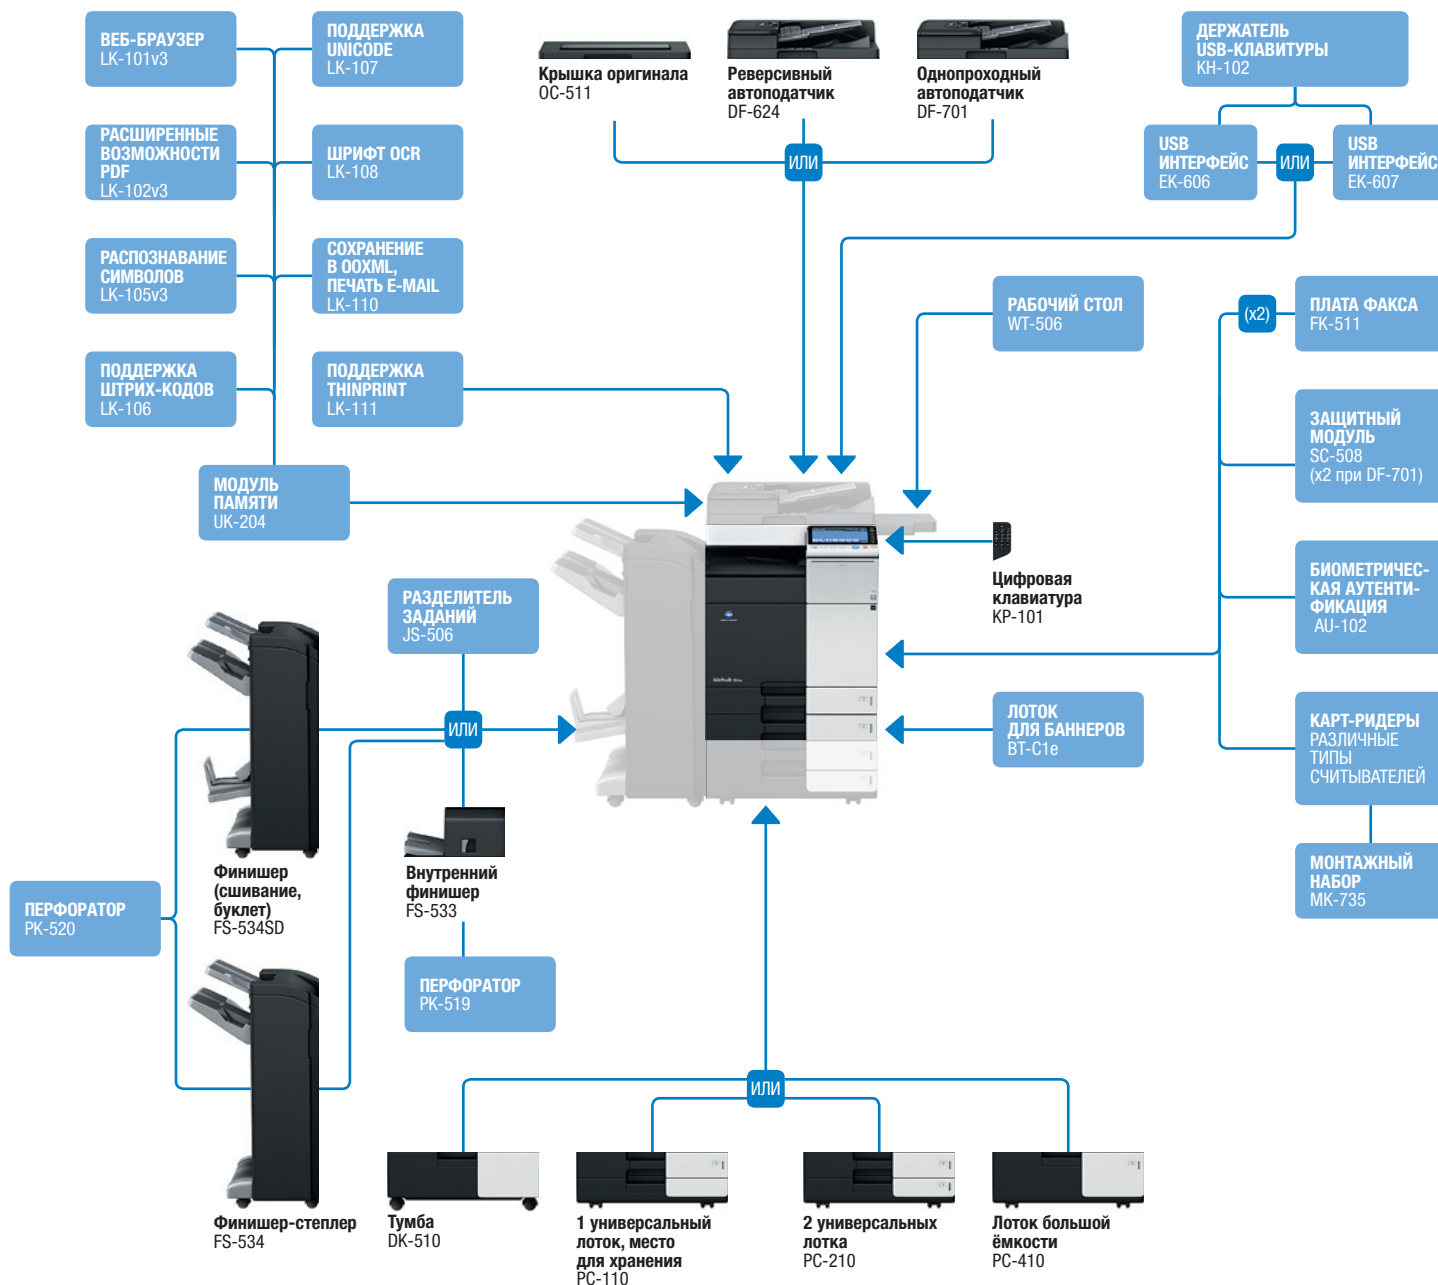 ВЕБ-БРАУЗЕР
LK-101v3
ПОДДЕРЖКА
UNICODE
LK-107
РАСШИРЕННЫЕ
ВОЗМОЖНОСТИ
PDF
LK-102v3
ШРИФТ OCR
LK-108
РАСПОЗНАВАНИЕ
СИМВОЛОВ
LK-105v3
СОХРАНЕНИЕ
В OOXML,
ПЕЧАТЬ E-MAIL
LK-110
ПОДДЕРЖКА
ШТРИХ-КОДОВ
LK-106
ПОДДЕРЖКА
THINPRINT
LK-111
МОДУЛЬ
ПАМЯТИ
UK-204
Крышка оригинала
OC-511
Реверсивный
автоподатчик
DF-624
Однопроходный
автоподатчик
DF-701
ИЛИ
ДЕРЖАТЕЛЬ
USB-КЛАВИТУРЫ
KH-102
USB
ИНТЕРФЕЙС
EK-606
ИЛИ
USB
ИНТЕРФЕЙС
EK-607
РАБОЧИЙ СТОЛ
WT-506
(x2)
ПЛАТА ФАКСА
FK-511
ЗАЩИТНЫЙ
МОДУЛЬ
SC-508
(x2 при DF-701)
Цифровая
клавиатура
KP-101
БИОМЕТРИЧЕС-
КАЯ АУТЕНТИ-
ФИКАЦИЯ
AU-102
ЛОТОК
ДЛЯ БАННЕРОВ
BT-C1e
КАРТ-РИДЕРЫ
РАЗЛИЧНЫЕ
ТИПЫ
СЧИТЫВАТЕЛЕЙ
МОНТАЖНЫЙ
НАБОР
MK-735
РАЗДЕЛИТЕЛЬ
ЗАДАНИЙ
JS-506
ИЛИ
bizhub
Финишер
(сшивание,
буклет)
FS-534SD
Внутренний
финишер
FS-533
ПЕРФОРАТОР
PK-520
ПЕРФОРАТОР
PK-519
Финишер-степлер
FS-534
ИЛИ
Тумба
DK-510
1 универсальный
лоток, место
для хранения
PC-110
2 универсальных
лотка
PC-210
Лоток большой
ёмкости
PC-410